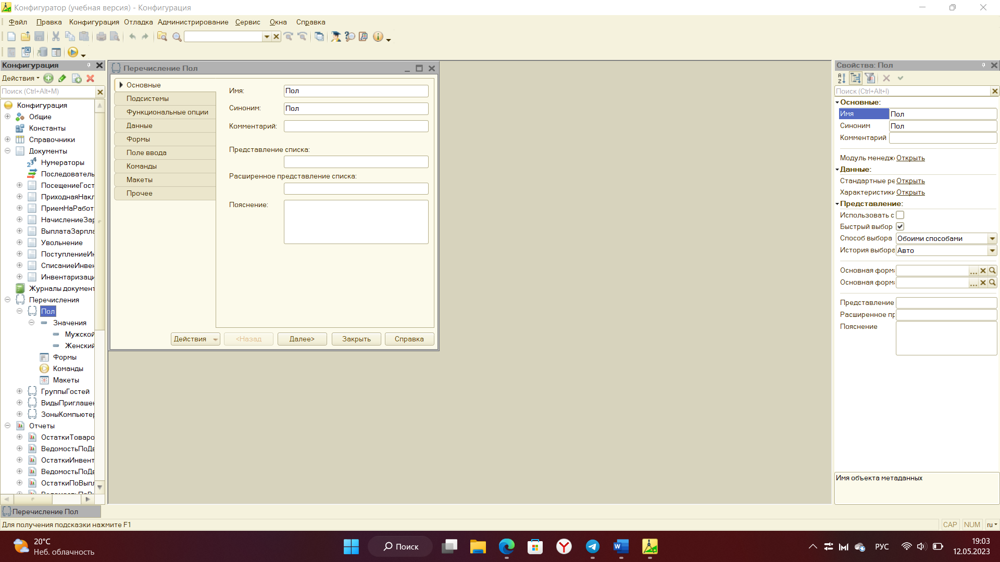 Конфигуратор (учебная версия) - Конфигурация
Файл Правка Конфигурация Отладка Администрирование Сервис Окна Справка
Конфигурация
Действия
Поиск (Ctrl+Alt+M)
Конфигурация
Общие
Константы
Справочники
Документы
Нумераторы
Последователь
ПосещениеГост
ПриходнаяНакл
ПриемНаРабот
НачислениеЗар
ВыплатаЗарпла
Увольнение
ПоступлениеИн
СписаниеИнвен
Инвентаризаци
Журналы документ
Перечисления
Пол
Значения
Мужской
Женский
Формы
Команды
Макеты
ГруппыГостей
ВидыПриглашен
ЗоныКомпьютер
Отчеты
ОстаткиТоваро
ВедомостьПоДв
ОстаткиИнвент
ВедомостьПоДв
ОстаткиПоВыпл
Перечисление Пол
Основные
Подсистемы
Функциональные опции
Данные
Формы
Поле ввода
Команды
Макеты
Прочее
Имя: Пол
Синоним: Пол
Комментарий:
Представление списка:
Расширенное представление списка:
Пояснение:
Действия <Назад Далее> Закрыть Справка
Свойства: Пол
Поиск (Ctrl+Alt+I)
Основные:
Имя Пол
Синоним Пол
Комментарий
Модуль менедж Открыть
Данные:
Стандартные ре Открыть
Характеристики Открыть
Представление:
Использовать с
Быстрый выбор
Способ выбора Обоими способами
История выбора Авто
Основная форм
Основная форм
Представление
Расширенное пр
Пояснение
Имя объекта метаданных
Перечисление Пол
Для получения подсказки нажмите F1
CAP NUM ru
20°C
Неб. облачность
Поиск
РУС
19:03
12.05.2023